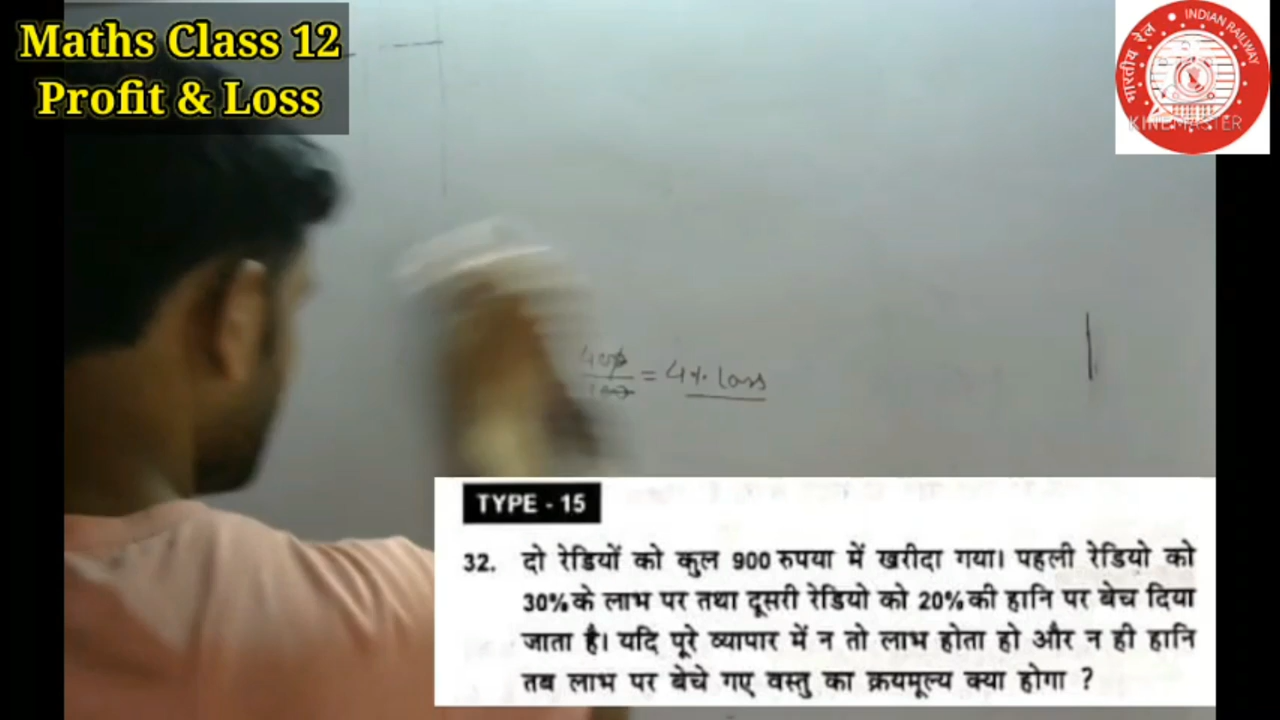 Maths Class 12
Profit & Loss
भारतीय रेल
INDIAN RAILWAY
KINEMASTER
= 4% Loss
TYPE - 15
32. दो रेडियों को कुल 900 रुपया में खरीदा गया। पहली रेडियो को
30% के लाभ पर तथा दूसरी रेडियो को 20% की हानि पर बेच दिया
जाता है। यदि पूरे व्यापार में न तो लाभ होता हो और न ही हानि
तब लाभ पर बेचे गए वस्तु का क्रयमूल्य क्या होगा ?